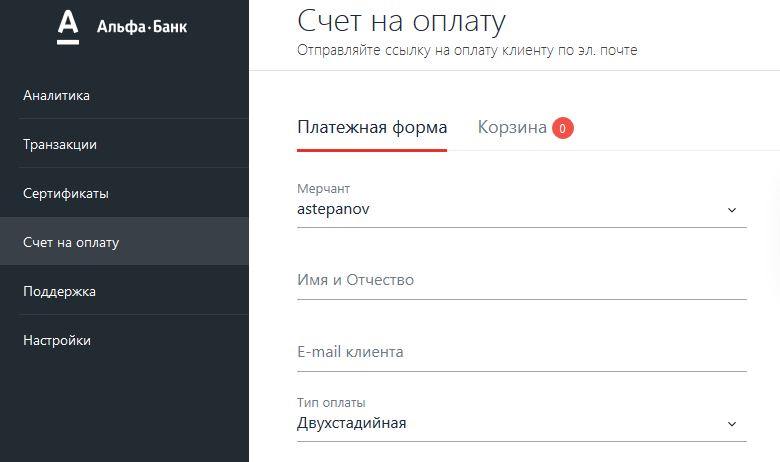 А
Альфа·Банк
Аналитика
Транзакции
Сертификаты
Счет на оплату
Поддержка
Настройки
Счет на оплату
Отправляйте ссылку на оплату клиенту по эл. почте
Платежная форма
Корзина 0
Мерчант
astepanov
Имя и Отчество
E-mail клиента
Тип оплаты
Двухстадийная